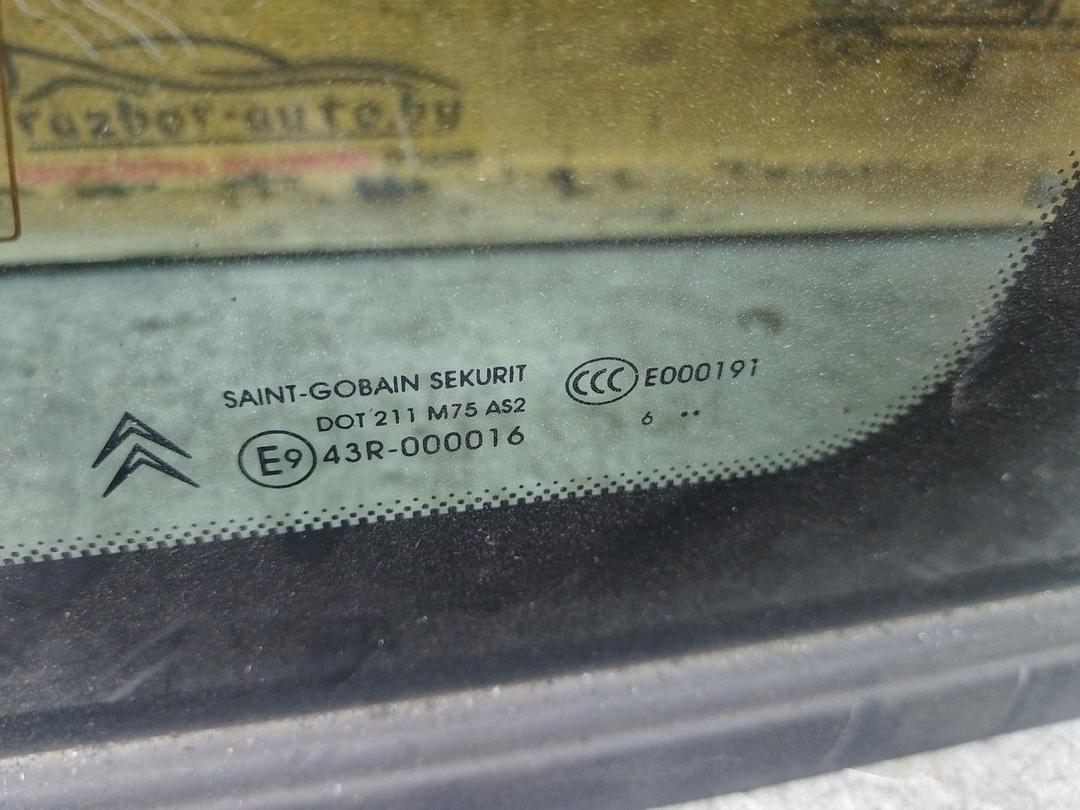 razbor-auto.by
SAINT-GOBAIN SEKURIT
DOT 211 M75 AS2
E9 43R-000016
CCC E000191
6 ..